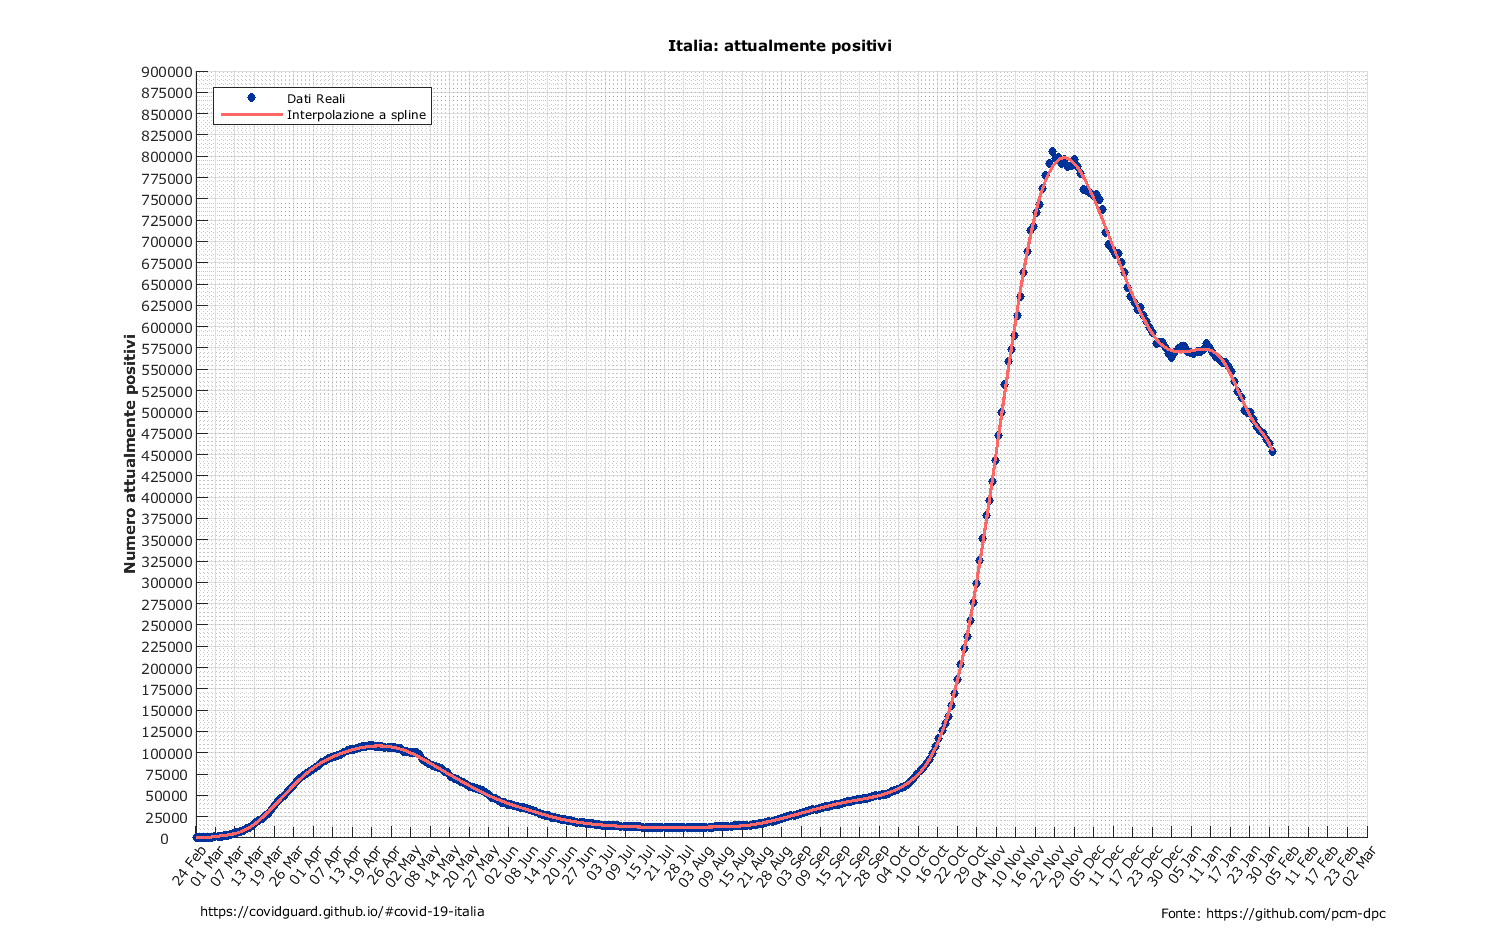 Italia: attualmente positivi
900000
875000
850000
825000
800000
775000
750000
725000
700000
675000
650000
625000
600000
575000
550000
525000
500000
475000
450000
425000
400000
375000
350000
325000
300000
275000
250000
225000
200000
175000
150000
125000
100000
75000
50000
25000
0
Numero attualmente positivi
Dati Reali
Interpolazione a spline
24 Feb
01 Mar
07 Mar
13 Mar
19 Mar
26 Mar
01 Apr
07 Apr
13 Apr
19 Apr
26 Apr
02 May
08 May
14 May
20 May
27 May
02 Jun
08 Jun
14 Jun
20 Jun
27 Jun
03 Jul
09 Jul
15 Jul
21 Jul
28 Jul
03 Aug
09 Aug
15 Aug
21 Aug
28 Aug
03 Sep
09 Sep
15 Sep
21 Sep
28 Sep
04 Oct
10 Oct
16 Oct
22 Oct
29 Oct
04 Nov
10 Nov
16 Nov
22 Nov
29 Nov
05 Dec
11 Dec
17 Dec
23 Dec
30 Dec
05 Jan
11 Jan
17 Jan
24 Jan
30 Jan
05 Feb
11 Feb
17 Feb
23 Feb
02 Mar
https://covidguard.github.io/#covid-19-italia
Fonte: https://github.com/pcm-dpc